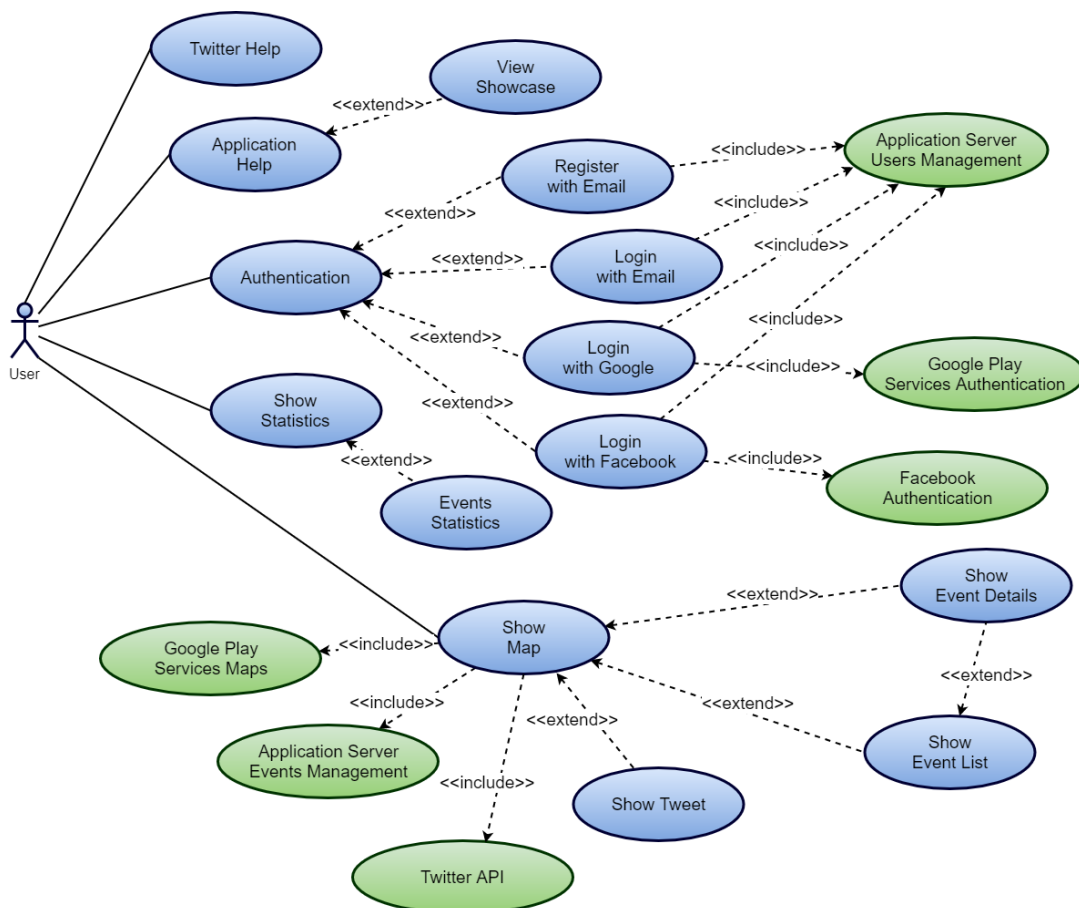 Twitter Help
View
Showcase
<<extend>>
Application
Help
Application Server
Users Management
<<include>>
Register
with Email
<<include>>
<<extend>>
<<include>>
<<extend>>
Login
with Email
Authentication
<<include>>
<<extend>>
Login
with Google
<<include>>
Google Play
Services Authentication
User
Show
Statistics
<<extend>>
Login
with Facebook
<<include>>
<<extend>>
Facebook
Authentication
Events
Statistics
Show
Event Details
<<extend>>
Show
Map
<<include>>
Google Play
Services Maps
<<extend>>
<<include>>
<<extend>>
<<extend>>
Application Server
Events Management
Show
Event List
<<include>>
Show Tweet
Twitter API